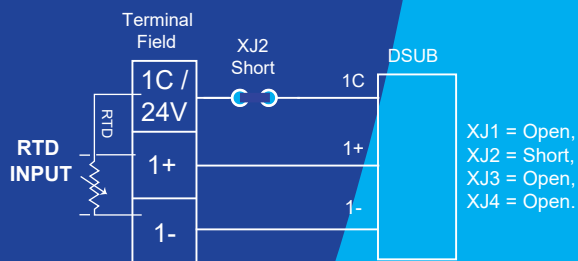 Terminal
Field
XJ2
Short
DSUB
1C /
24V
1C
RTD
RTD
INPUT
1+
1+
1-
1-
XJ1 = Open,
XJ2 = Short,
XJ3 = Open,
XJ4 = Open.